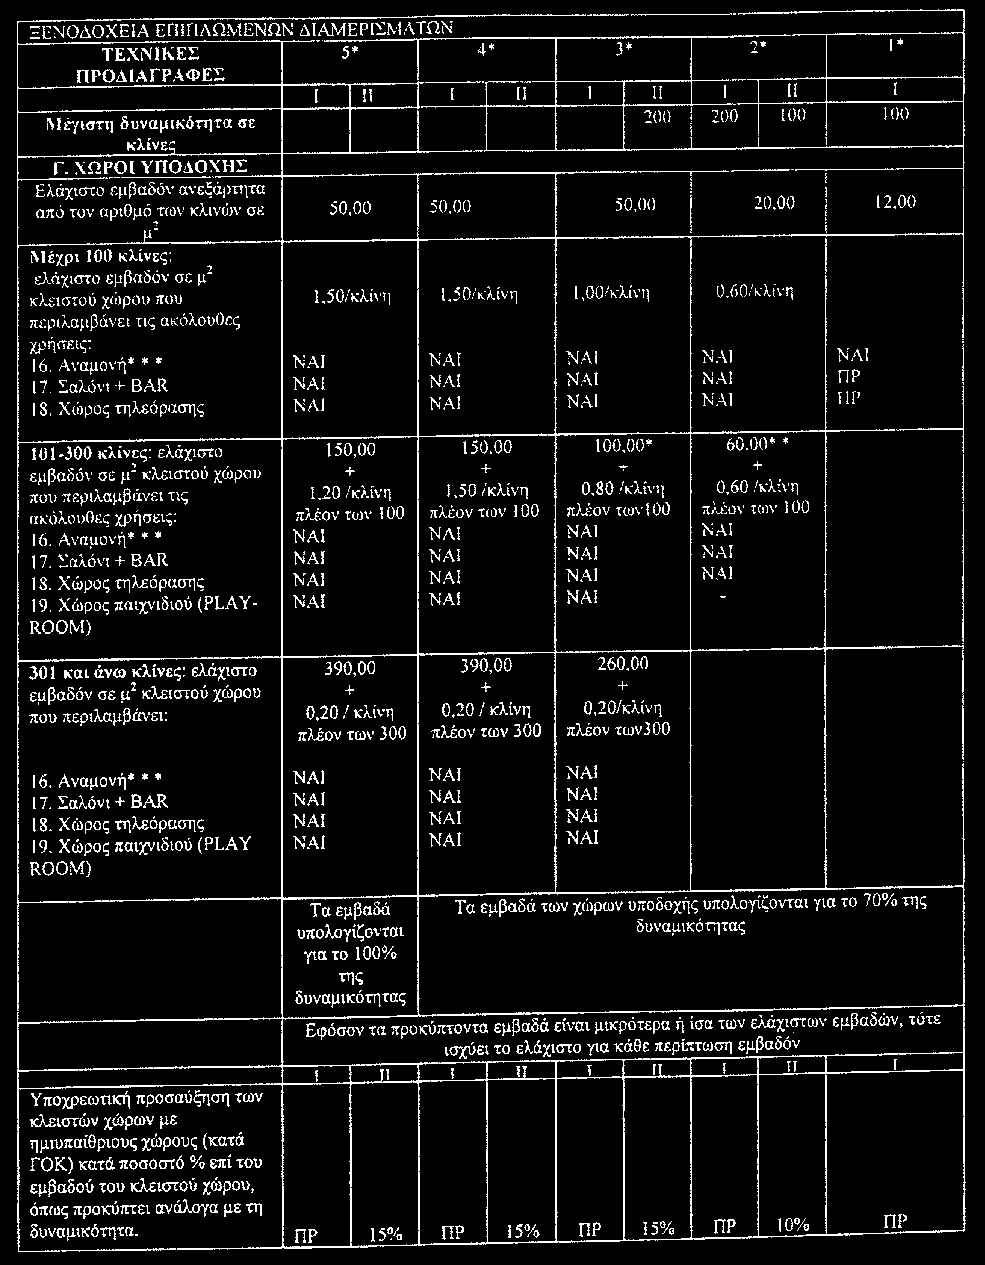 ΞΕΝΟΔΟΧΕΙΑ ΕΠΙΠΛΩΜΕΝΩΝ ΔΙΑΜΕΡΙΣΜΑΤΩΝ
ΤΕΧΝΙΚΕΣ ΠΡΟΔΙΑΓΡΑΦΕΣ 5* 4* 3* 2* 1*
Ι ΙΙ Ι ΙΙ Ι ΙΙ Ι ΙΙ Ι
Μέγιστη δυναμικότητα σε 200 200 100 100
κλίνες
Γ. ΧΩΡΟΙ ΥΠΟΔΟΧΗΣ
Ελάχιστο εμβαδόν ανεξάρτητα
από τον αριθμό των κλινών σε 50,00 50,00 50,00 20,00 12,00
μ²
Μέχρι 100 κλίνες:
ελάχιστο εμβαδόν σε μ²
κλειστού χώρου που 1,50/κλίνη 1,50/κλίνη 1,00/κλίνη 0,60/κλίνη
περιλαμβάνει τις ακόλουθες
χρήσεις:
16. Αναμονή* * * ΝΑΙ ΝΑΙ ΝΑΙ ΝΑΙ ΝΑΙ
17. Σαλόνι + BAR ΝΑΙ ΝΑΙ ΝΑΙ ΝΑΙ ΠΡ
18. Χώρος τηλεόρασης ΝΑΙ ΝΑΙ ΝΑΙ ΝΑΙ ΠΡ
101-300 κλίνες: ελάχιστο 150,00 150,00 100,00* 60.00* *
εμβαδόν σε μ² κλειστού χώρου + + + +
που περιλαμβάνει τις 1,20 /κλίνη 1,50 /κλίνη 0,80 /κλίνη 0,60 /κλίνη
ακόλουθες χρήσεις: πλέον των 100 πλέον των 100 πλέον των100 πλέον των 100
16. Αναμονή* * * ΝΑΙ ΝΑΙ ΝΑΙ ΝΑΙ
17. Σαλόνι + BAR ΝΑΙ ΝΑΙ ΝΑΙ ΝΑΙ
18. Χώρος τηλεόρασης ΝΑΙ ΝΑΙ ΝΑΙ ΝΑΙ
19. Χώρος παιχνιδιού (PLAY- ΝΑΙ ΝΑΙ ΝΑΙ -
ROOM)
301 και άνω κλίνες: ελάχιστο 390,00 390,00 260,00
εμβαδόν σε μ² κλειστού χώρου + + +
που περιλαμβάνει: 0,20 / κλίνη 0,20 / κλίνη 0,20/κλίνη
πλέον των 300 πλέον των 300 πλέον των300
16. Αναμονή* * * ΝΑΙ ΝΑΙ ΝΑΙ
17. Σαλόνι + BAR ΝΑΙ ΝΑΙ ΝΑΙ
18. Χώρος τηλεόρασης ΝΑΙ ΝΑΙ ΝΑΙ
19. Χώρος παιχνιδιού (PLAY ΝΑΙ ΝΑΙ ΝΑΙ
ROOM)
Τα εμβαδά
υπολογίζονται
για το 100%
της
δυναμικότητας
Τα εμβαδά των χώρων υποδοχής υπολογίζονται για το 70% της
δυναμικότητας
Εφόσον τα προκύπτοντα εμβαδά είναι μικρότερα ή ίσα των ελάχιστων εμβαδών, τότε
ισχύει το ελάχιστο για κάθε περίπτωση εμβαδόν
Ι ΙΙ Ι ΙΙ Ι ΙΙ Ι ΙΙ Ι
Υποχρεωτική προσαύξηση των
κλειστών χώρων με
ημιυπαίθριους χώρους (κατά
ΓΟΚ) κατά ποσοστό % επί του
εμβαδού του κλειστού χώρου,
όπως προκύπτει ανάλογα με τη
δυναμικότητα. ΠΡ 15% ΠΡ 15% ΠΡ 15% ΠΡ 10% ΠΡ